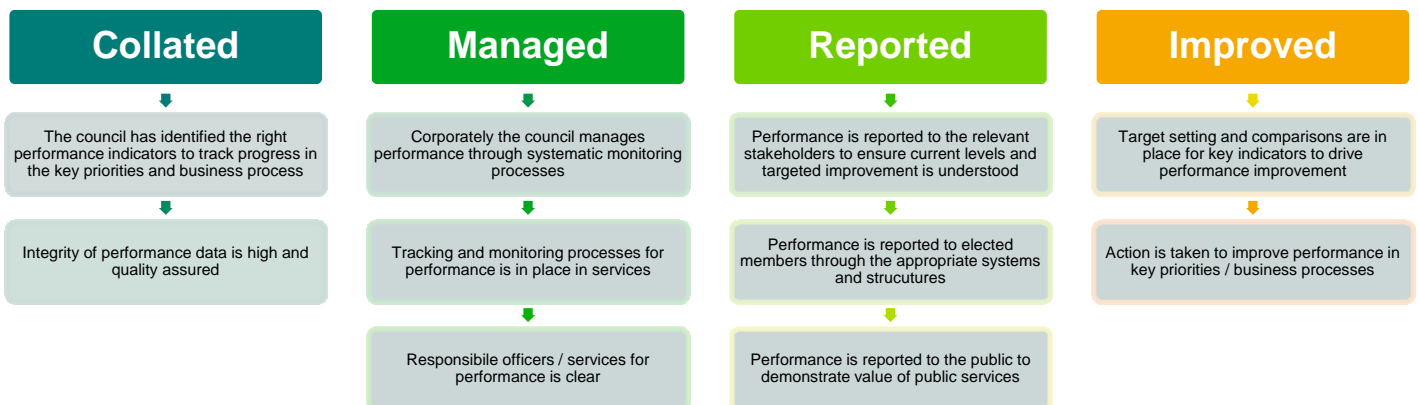 Collated
The council has identified the right
performance indicators to track progress in
the key priorities and business process
Integrity of performance data is high and
quality assured
Managed
Corporately the council manages
performance through systematic monitoring
processes
Tracking and monitoring processes for
performance is in place in services
Responsibile officers / services for
performance is clear
Reported
Performance is reported to the relevant
stakeholders to ensure current levels and
targeted improvement is understood
Performance is reported to elected
members through the appropriate systems
and strucutures
Performance is reported to the public to
demonstrate value of public services
Improved
Target setting and comparisons are in
place for key indicators to drive
performance improvement
Action is taken to improve performance in
key priorities / business processes